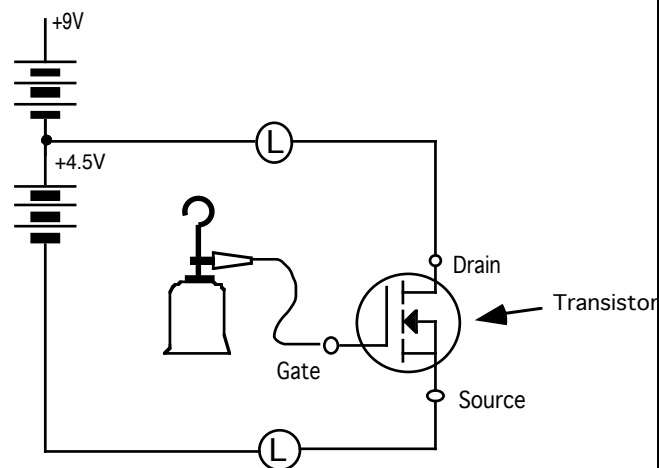 +9V
L
+4.5V
Drain
Transistor
Gate
Source
L